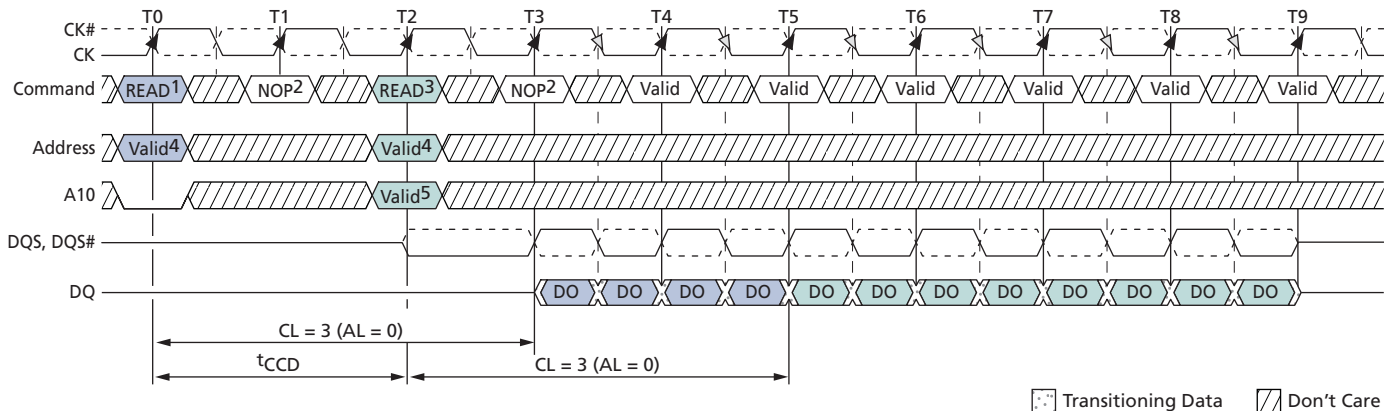 T0 T1 T2 T3 T4 T5 T6 T7 T8 T9
CK#
CK
Command READ1 NOP2 READ3 NOP2 Valid Valid Valid Valid Valid Valid
Address Valid4 Valid4
A10 Valid5
DQS, DQS#
DQ DO DO DO DO DO DO DO DO DO DO DO DO
CL = 3 (AL = 0)
tCCD CL = 3 (AL = 0)
Transitioning Data Don't Care